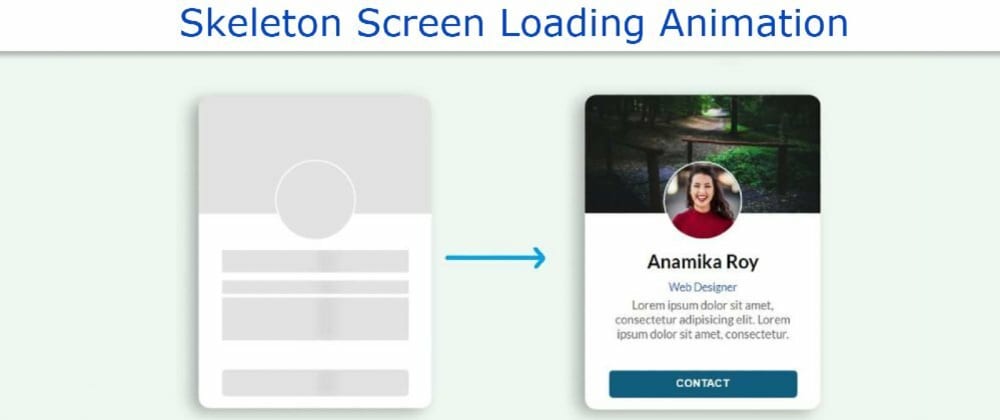 Skeleton Screen Loading Animation
Anamika Roy
Web Designer
Lorem ipsum dolor sit amet,
consectetur adipisicing elit. Lorem
ipsum dolor sit amet, consectetur.
CONTACT